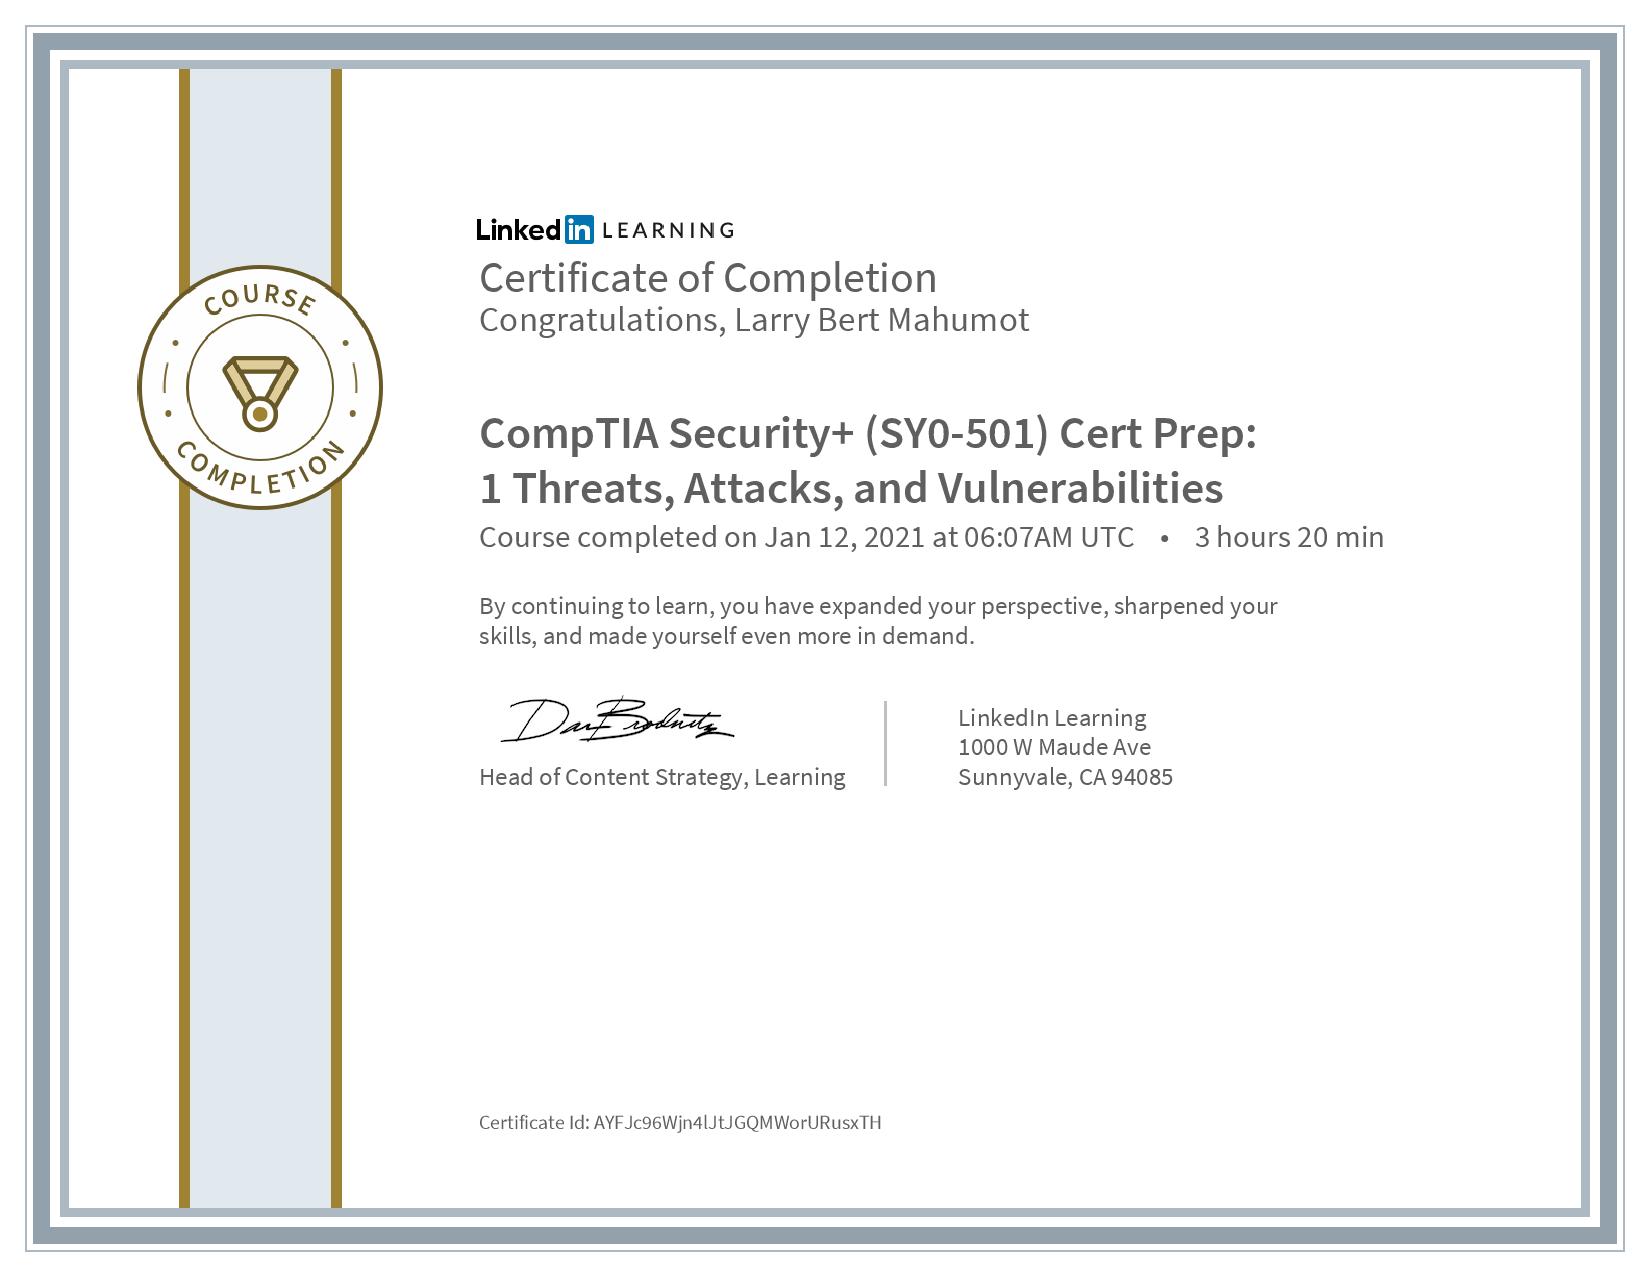 LinkedIn LEARNING
Certificate of Completion
Congratulations, Larry Bert Mahumot
COURSE
COMPLETION
CompTIA Security+ (SY0-501) Cert Prep:
1 Threats, Attacks, and Vulnerabilities
Course completed on Jan 12, 2021 at 06:07AM UTC • 3 hours 20 min
By continuing to learn, you have expanded your perspective, sharpened your
skills, and made yourself even more in demand.
Head of Content Strategy, Learning
LinkedIn Learning
1000 W Maude Ave
Sunnyvale, CA 94085
Certificate Id: AYFJc96Wjn4lJtJGQMWorURusxTH